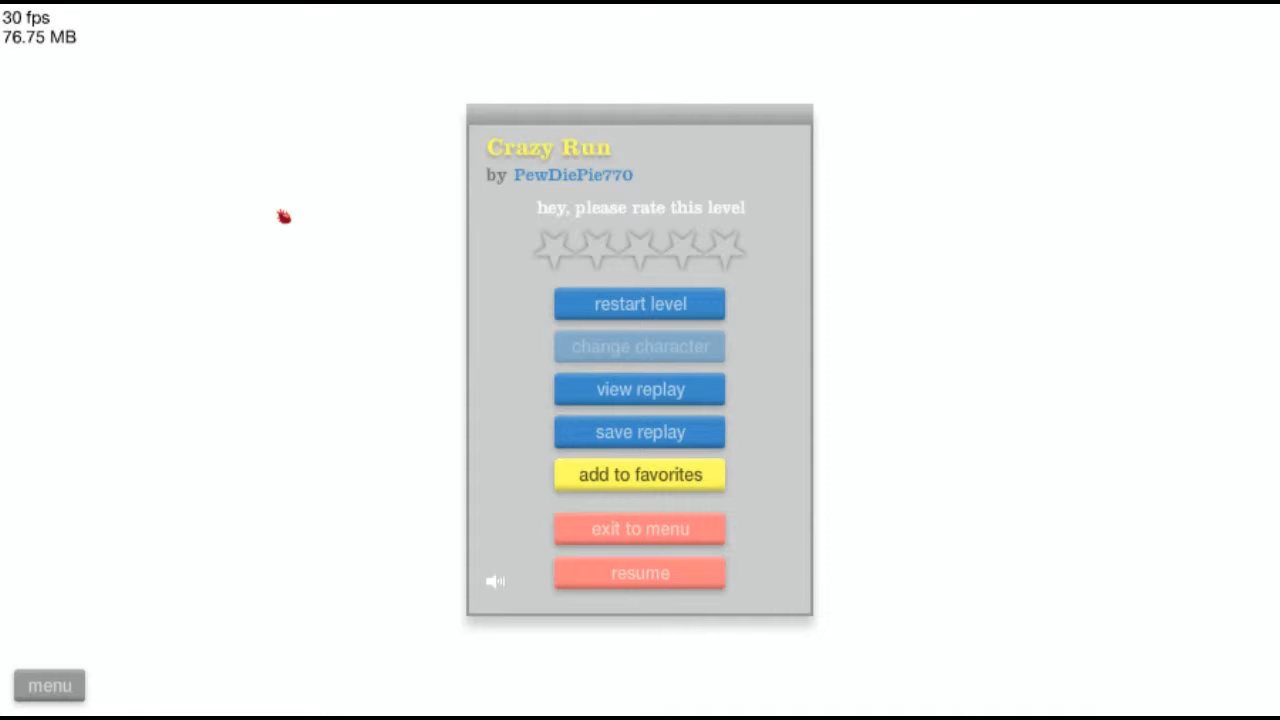 30 fps
76.75 MB
Crazy Run
by PewDiePie770
hey, please rate this level
restart level
change character
view replay
save replay
add to favorites
exit to menu
resume
menu